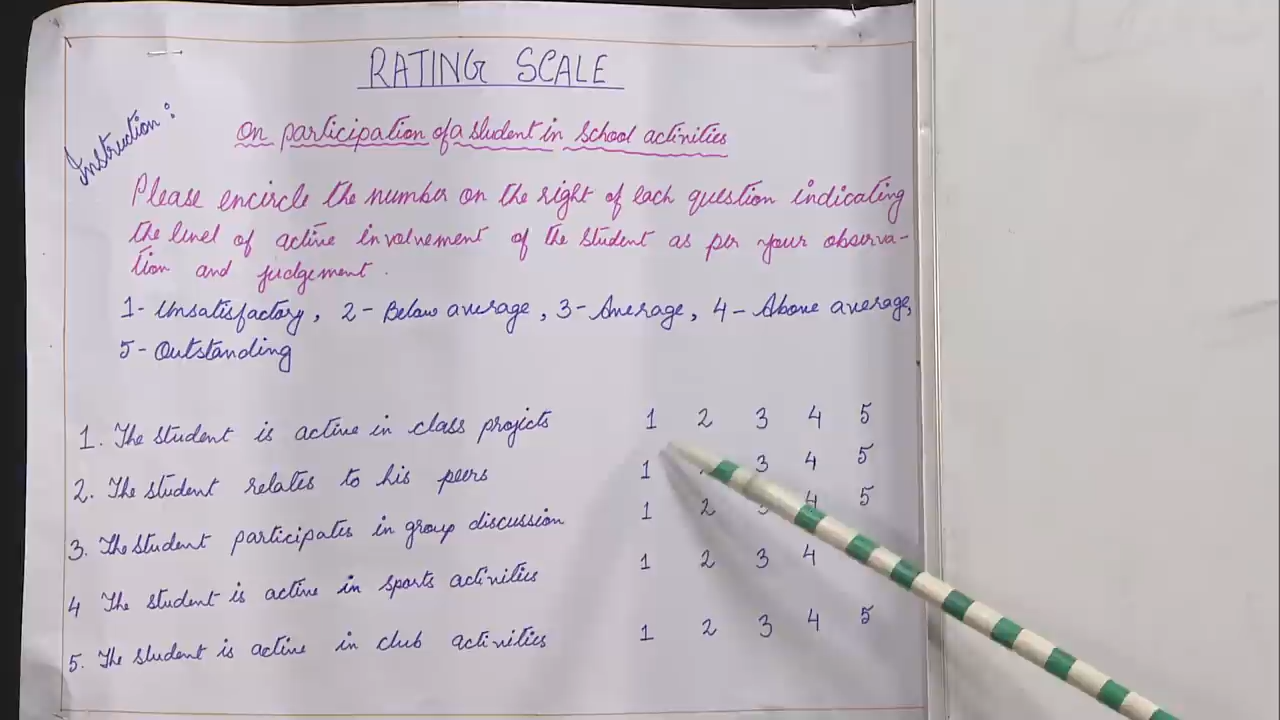 RATING SCALE
Instruction:
On participation of a student in school activities
Please encircle the number on the right of each question indicating
the level of active involvement of the student as per your observa-
tion and judgement.
1- Unsatisfactory, 2- Below average, 3- Average, 4- Above average,
5- Outstanding
1. The student is active in class projects 1 2 3 4 5
2. The student relates to his peers 1 3 4 5
3. The student participates in group discussion 1 2 3 4 5
4 The student is active in sports activities 1 2 3 4
5. The student is active in club activities 1 2 3 4 5